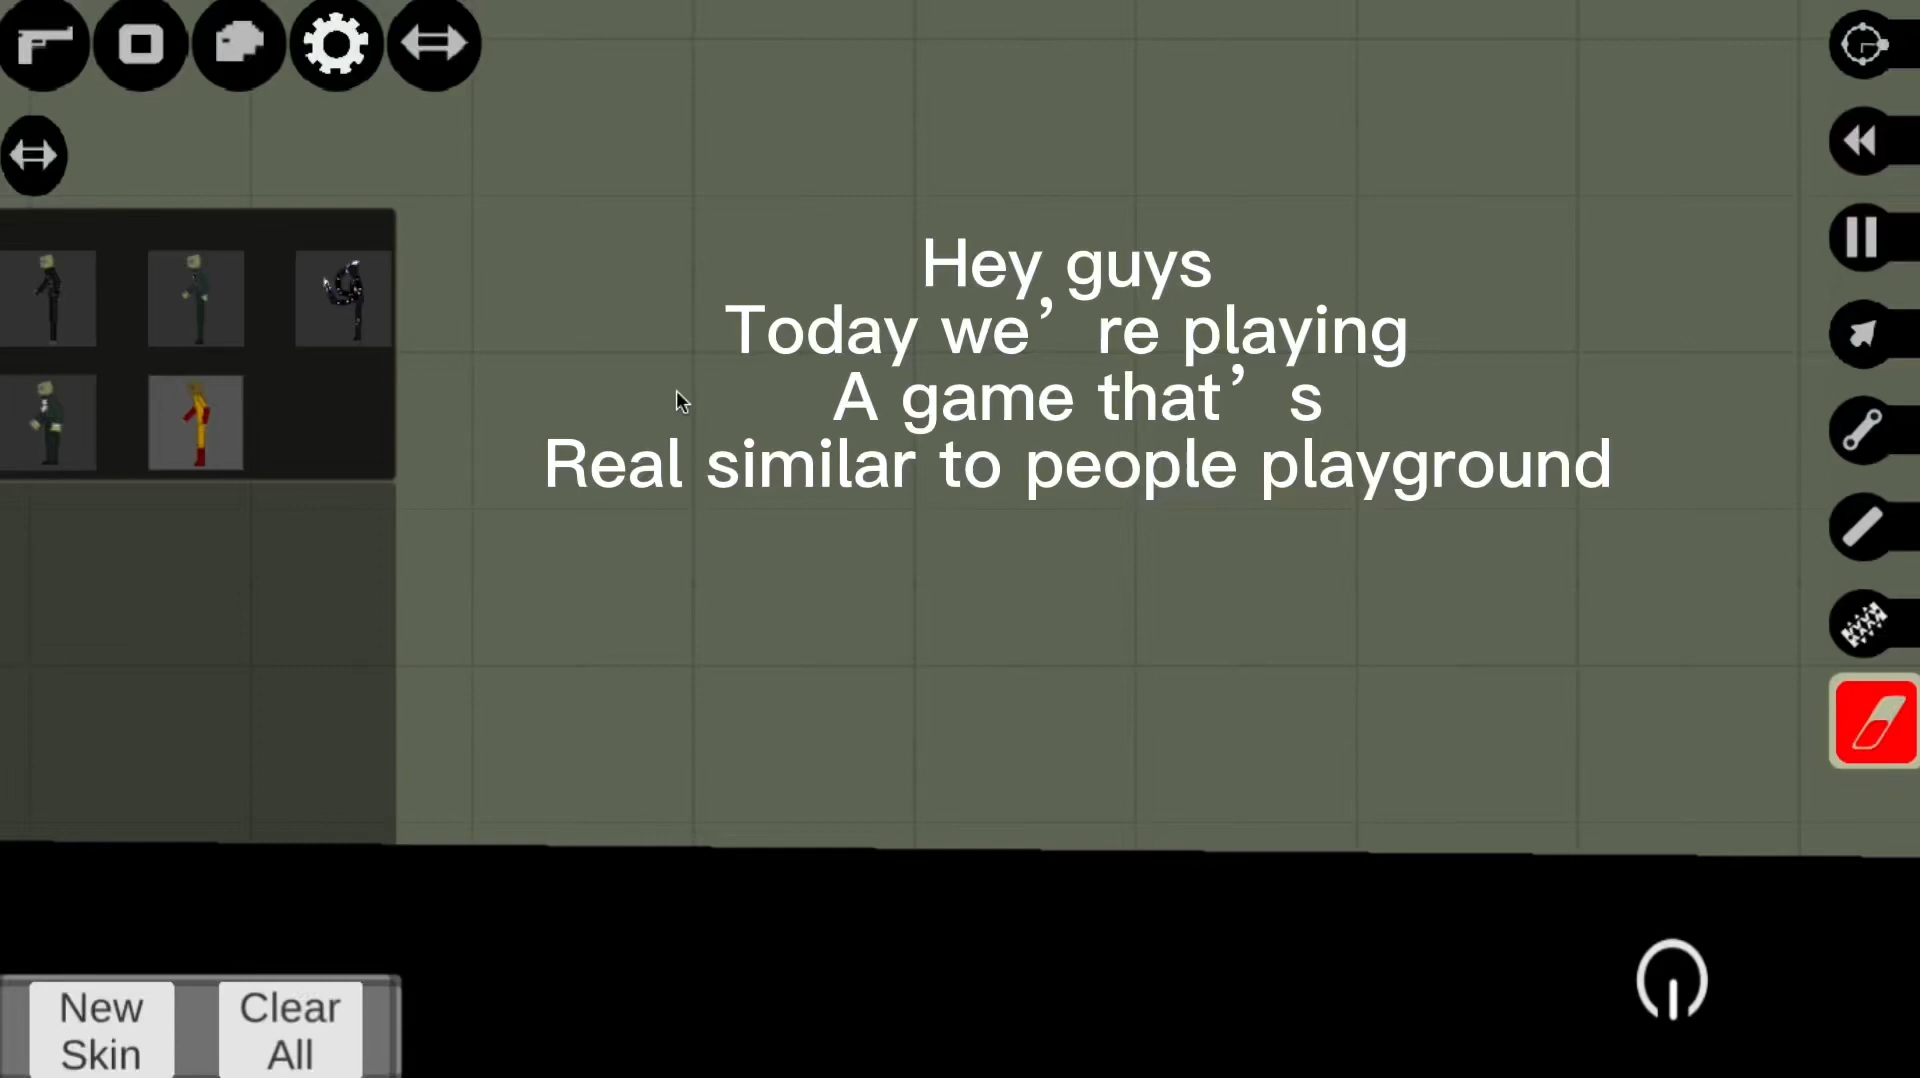 Hey guys
Today we’re playing
A game that’s
Real similar to people playground
New
Skin
Clear
All